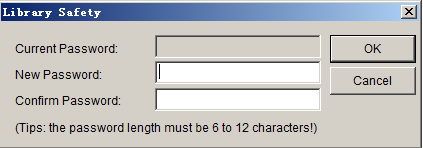 Library Safety
Current Password:
OK
New Password:
Cancel
Confirm Password:
(Tips: the password length must be 6 to 12 characters!)